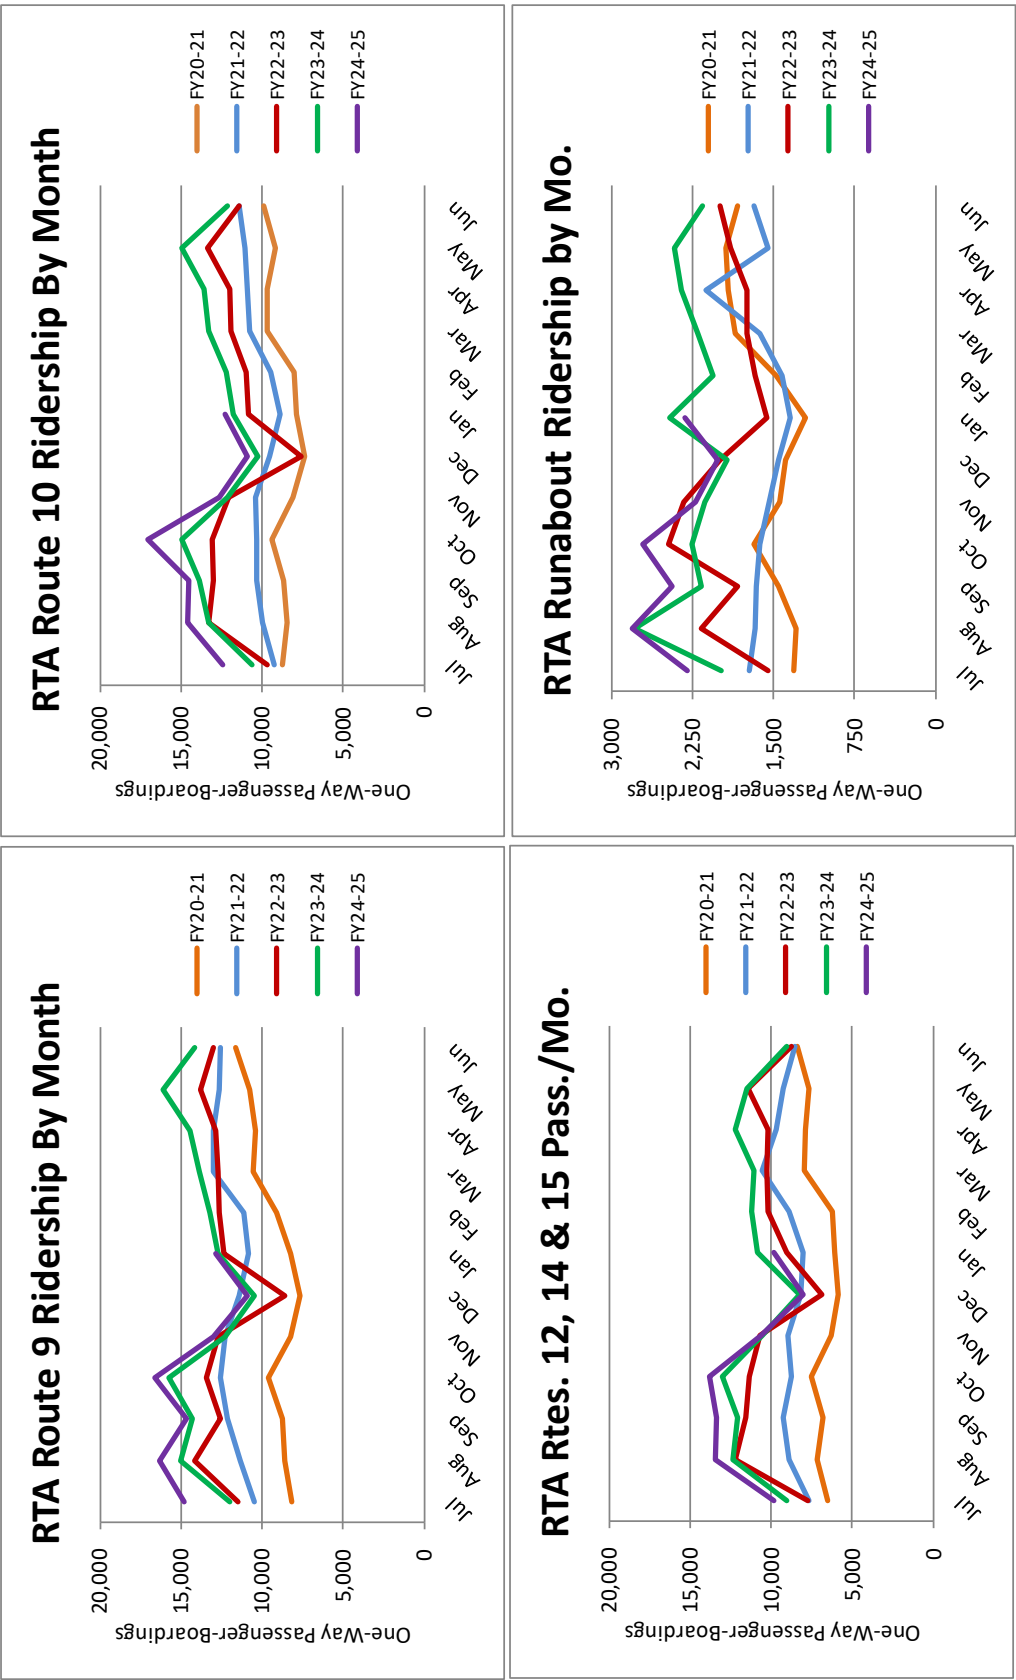 RTA Route 9 Ridership By Month
One-Way Passenger-Boardings
20,000
15,000
10,000
5,000
0
Jul Aug Sep Oct Nov Dec Jan Feb Mar Apr May Jun
FY20-21
FY21-22
FY22-23
FY23-24
FY24-25
RTA Route 10 Ridership By Month
One-Way Passenger-Boardings
20,000
15,000
10,000
5,000
0
Jul Aug Sep Oct Nov Dec Jan Feb Mar Apr May Jun
FY20-21
FY21-22
FY22-23
FY23-24
FY24-25
RTA Rtes. 12, 14 & 15 Pass./Mo.
One-Way Passenger-Boardings
20,000
15,000
10,000
5,000
0
Jul Aug Sep Oct Nov Dec Jan Feb Mar Apr May Jun
FY20-21
FY21-22
FY22-23
FY23-24
FY24-25
RTA Runabout Ridership by Mo.
One-Way Passenger-Boardings
3,000
2,250
1,500
750
0
Jul Aug Sep Oct Nov Dec Jan Feb Mar Apr May Jun
FY20-21
FY21-22
FY22-23
FY23-24
FY24-25